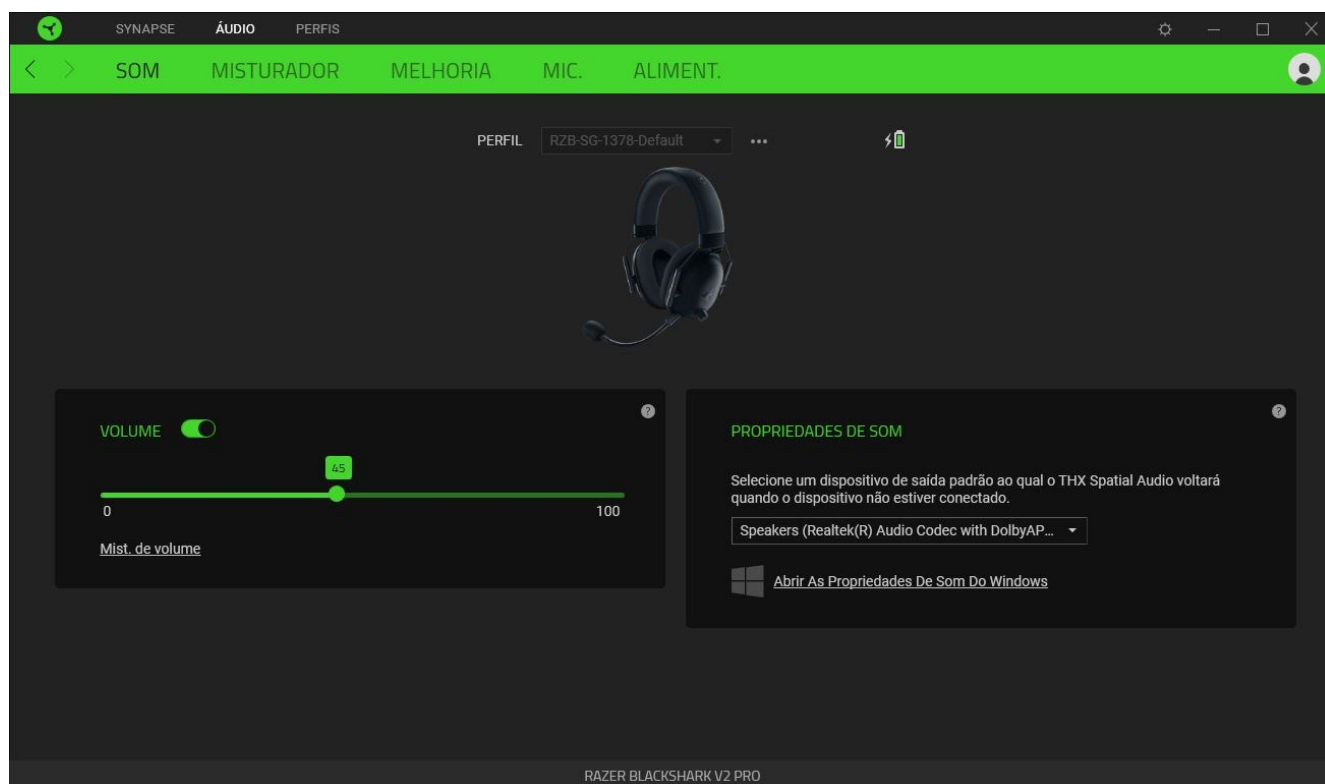 SYNAPSE ÁUDIO PERFIS
SOM MISTURADOR MELHORIA MIC. ALIMENT.
PERFIL RZB-SG-1378-Default
VOLUME
45
0 100
Mist. de volume
PROPRIEDADES DE SOM
Selecione um dispositivo de saída padrão ao qual o THX Spatial Audio voltará
quando o dispositivo não estiver conectado.
Speakers (Realtek(R) Audio Codec with DolbyAP...
Abrir As Propriedades De Som Do Windows
RAZER BLACKSHARK V2 PRO